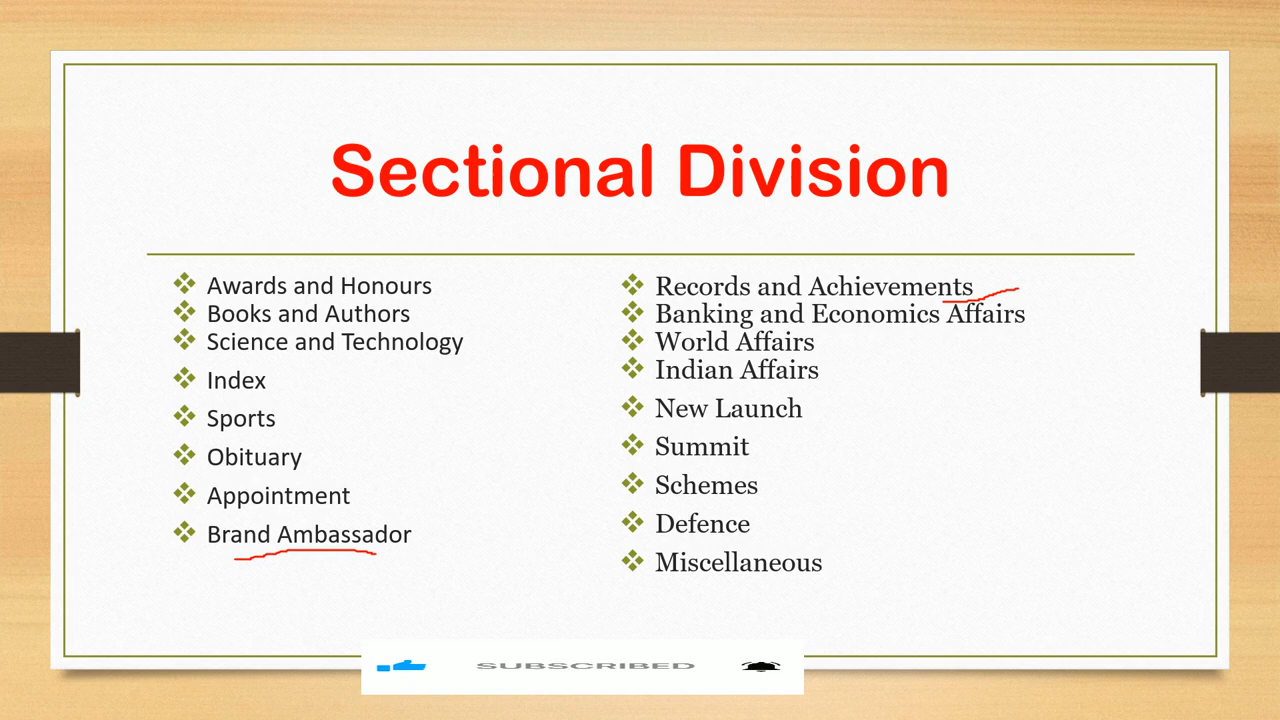 Sectional Division
Awards and Honours
Books and Authors
Science and Technology
Index
Sports
Obituary
Appointment
Brand Ambassador
Records and Achievements
Banking and Economics Affairs
World Affairs
Indian Affairs
New Launch
Summit
Schemes
Defence
Miscellaneous
SUBSCRIBED